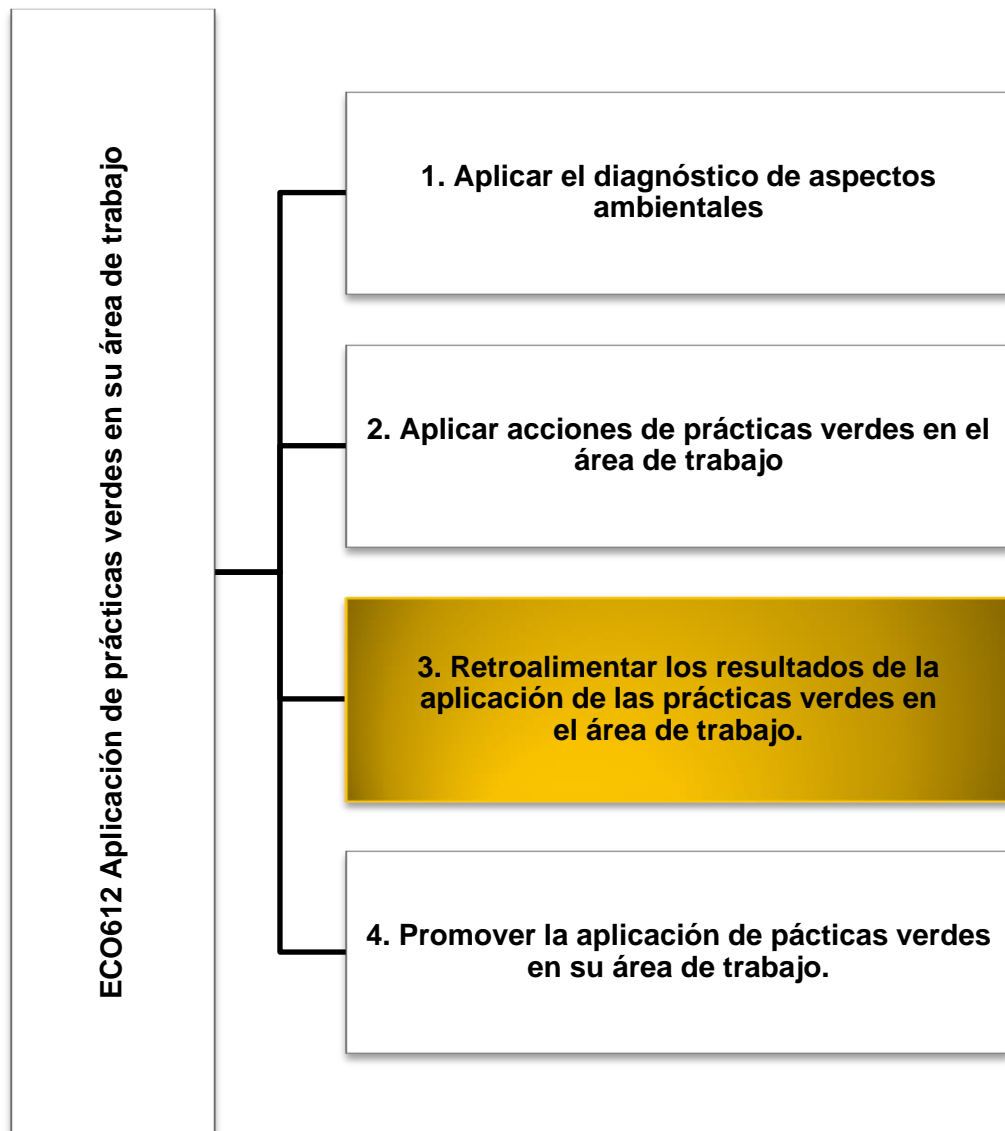 ECO612 Aplicación de prácticas verdes en su área de trabajo
1. Aplicar el diagnóstico de aspectos
ambientales
2. Aplicar acciones de prácticas verdes en el
área de trabajo
3. Retroalimentar los resultados de la
aplicación de las prácticas verdes en
el área de trabajo.
4. Promover la aplicación de pácticas verdes
en su área de trabajo.